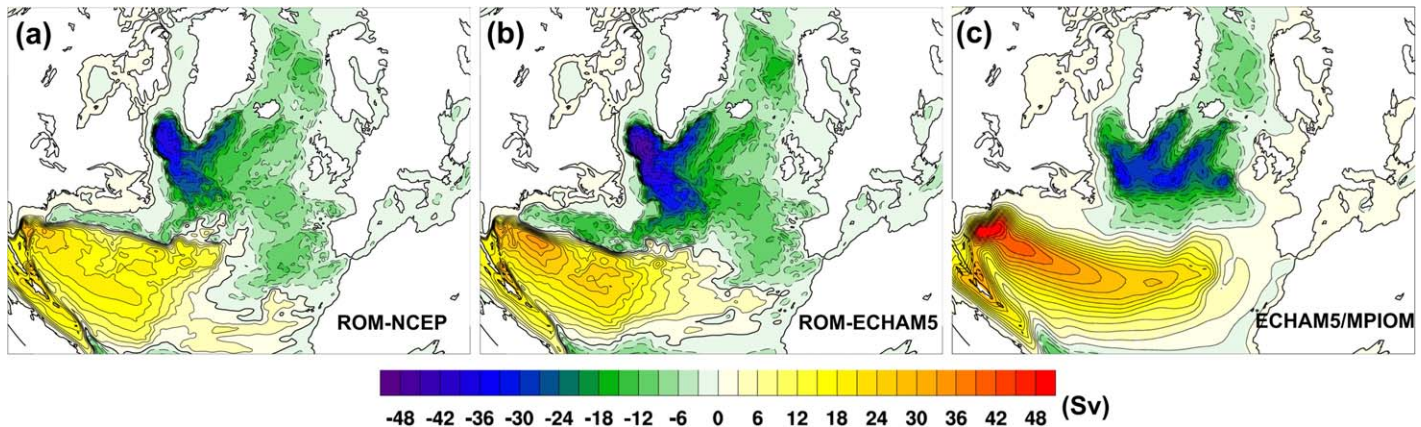 (a)
ROM-NCEP
(b)
ROM-ECHAM5
(c)
ECHAM5/MPIOM
-48 -42 -36 -30 -24 -18 -12 -6 0 6 12 18 24 30 36 42 48 (Sv)